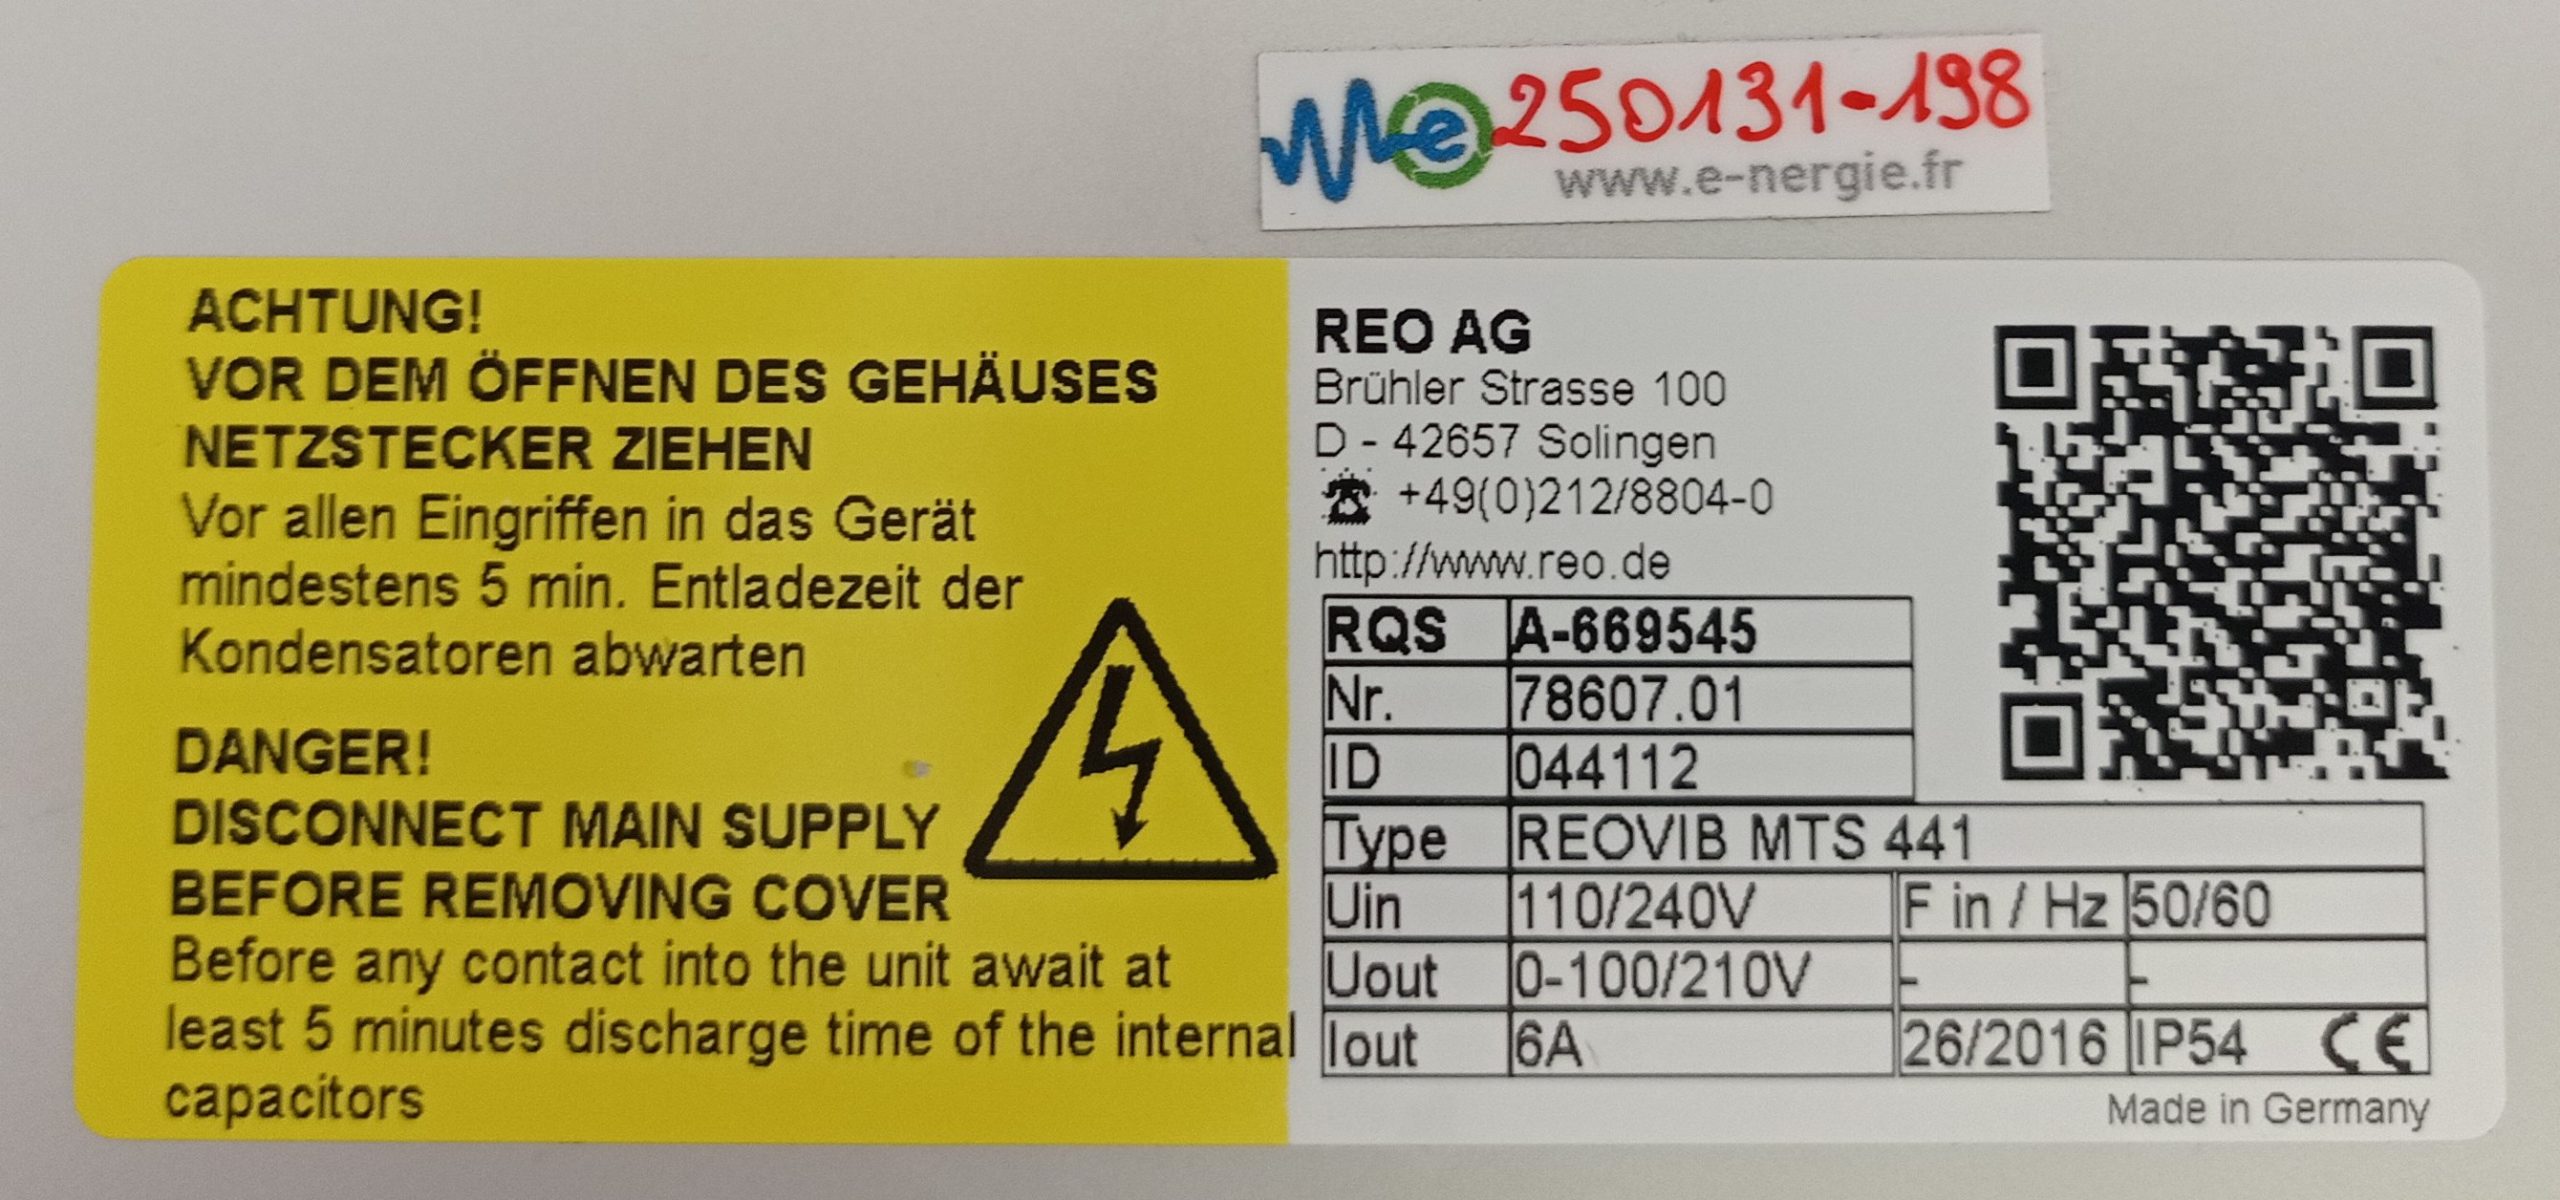 e 250131-198
www.e-nergie.fr
ACHTUNG!
VOR DEM ÖFFNEN DES GEHÄUSES
NETZSTECKER ZIEHEN
Vor allen Eingriffen in das Gerät
mindestens 5 min. Entladezeit der
Kondensatoren abwarten
DANGER!
DISCONNECT MAIN SUPPLY
BEFORE REMOVING COVER
Before any contact into the unit await at
least 5 minutes discharge time of the internal
capacitors
REO AG
Brühler Strasse 100
D - 42657 Solingen
☎ +49(0)212/8804-0
http://www.reo.de
RQS A-669545
Nr. 78607.01
ID 044112
Type REOVIB MTS 441
Uin 110/240V F in / Hz 50/60
Uout 0-100/210V - -
Iout 6A 26/2016 IP54 CE
Made in Germany